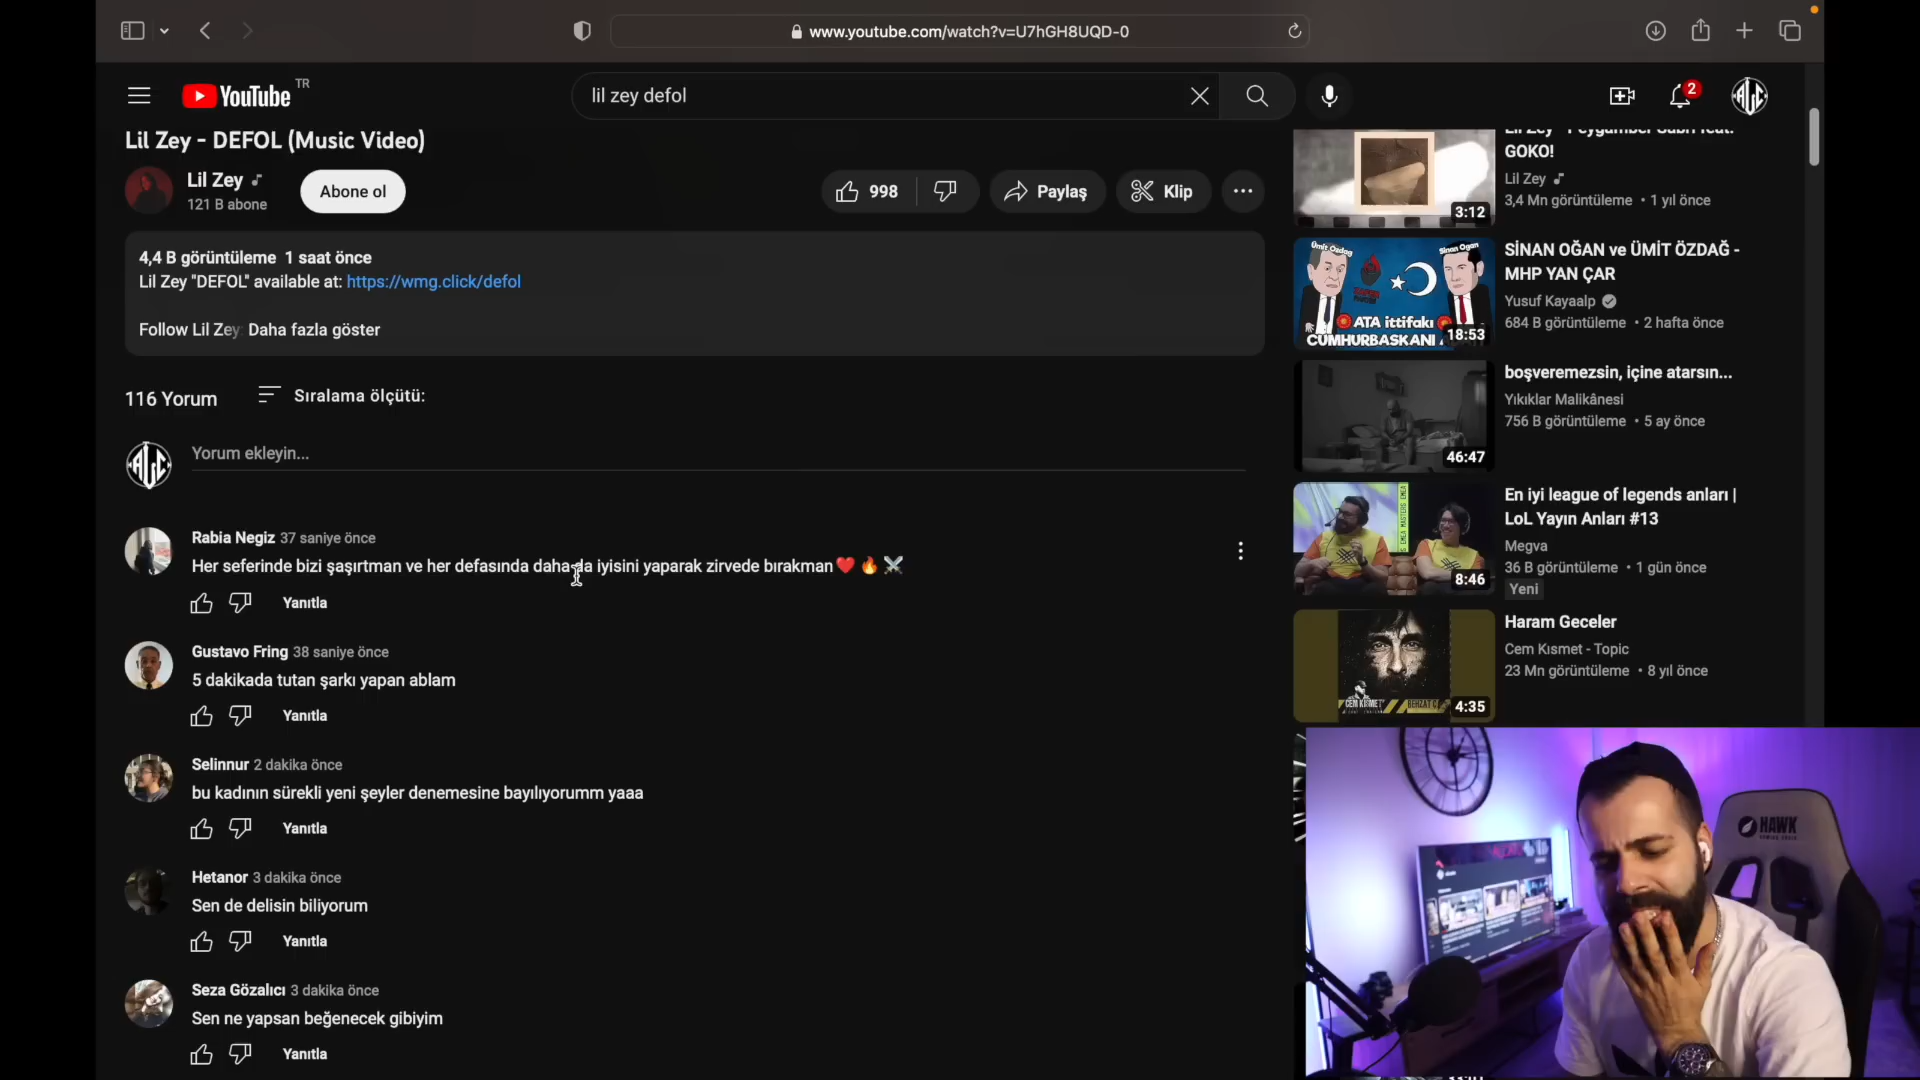 www.youtube.com/watch?v=U7hGH8UQD-0
YouTube TR
lil zey defol
2
Lil Zey - DEFOL (Music Video)
Lil Zey
121 B abone
Abone ol
998
Paylaş
Klip
4,4 B görüntüleme 1 saat önce
Lil Zey "DEFOL" available at: https://wmg.click/defol
Follow Lil Zey: Daha fazla göster
116 Yorum
Sıralama ölçütü:
Yorum ekleyin...
Rabia Negiz 37 saniye önce
Her seferinde bizi şaşırtman ve her defasında daha da iyisini yaparak zirvede bırakman❤️ 🔥 ⚔️
Yanıtla
Gustavo Fring 38 saniye önce
5 dakikada tutan şarkı yapan ablam
Yanıtla
Selinnur 2 dakika önce
bu kadının sürekli yeni şeyler denemesine bayılıyorumm yaaa
Yanıtla
Hetanor 3 dakika önce
Sen de delisin biliyorum
Yanıtla
Seza Gözalıcı 3 dakika önce
Sen ne yapsan beğenecek gibiyim
Yanıtla
Lil Zey - Peygamber Sabrı feat.
GOKO!
Lil Zey
3,4 Mn görüntüleme • 1 yıl önce
3:12
SİNAN OĞAN ve ÜMİT ÖZDAĞ -
MHP YAN ÇAR
Yusuf Kayaalp
684 B görüntüleme • 2 hafta önce
Ümit Özdağ
Sinan Ogan
ATA ittifakı
CUMHURBASKANI
18:53
boşveremezsin, içine atarsın...
Yıkıklar Malikânesi
756 B görüntüleme • 5 ay önce
46:47
En iyi league of legends anları |
LoL Yayın Anları #13
Megva
36 B görüntüleme • 1 gün önce
Yeni
8:46
Haram Geceler
Cem Kısmet - Topic
23 Mn görüntüleme • 8 yıl önce
CEM KISMET
BEHZAT Ç
4:35
HAWK